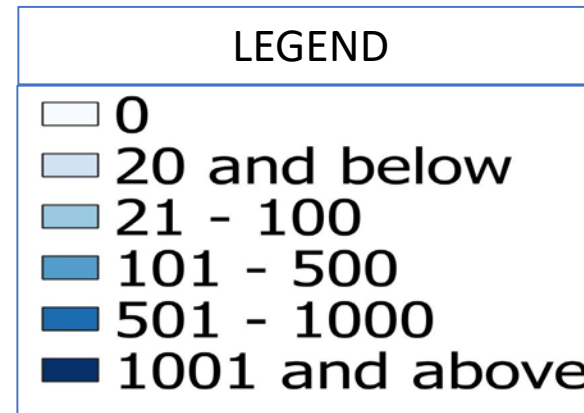 LEGEND
0
20 and below
21 - 100
101 - 500
501 - 1000
1001 and above